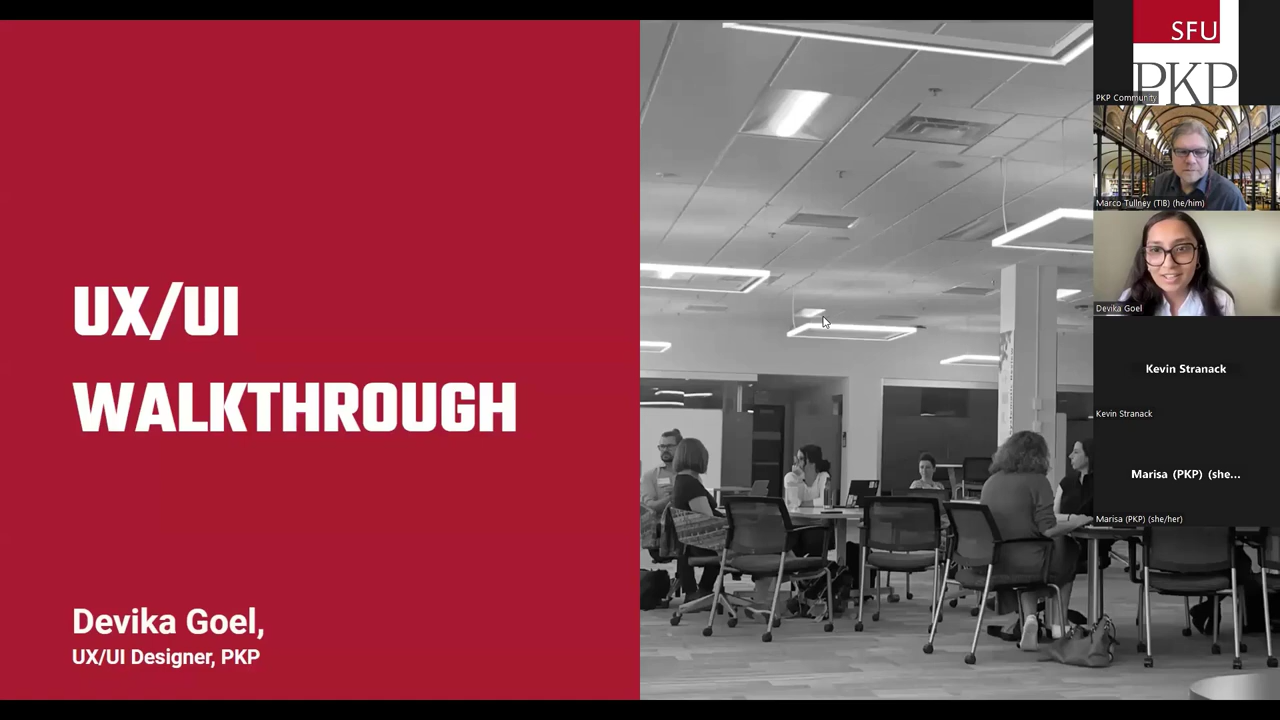 UX/UI
WALKTHROUGH
Devika Goel,
UX/UI Designer, PKP
SFU
PKP
PKP Community
Marco Tullney (TIB) (he/him)
Devika Goel
Kevin Stranack
Kevin Stranack
Marisa (PKP) (she...
Marisa (PKP) (she/her)